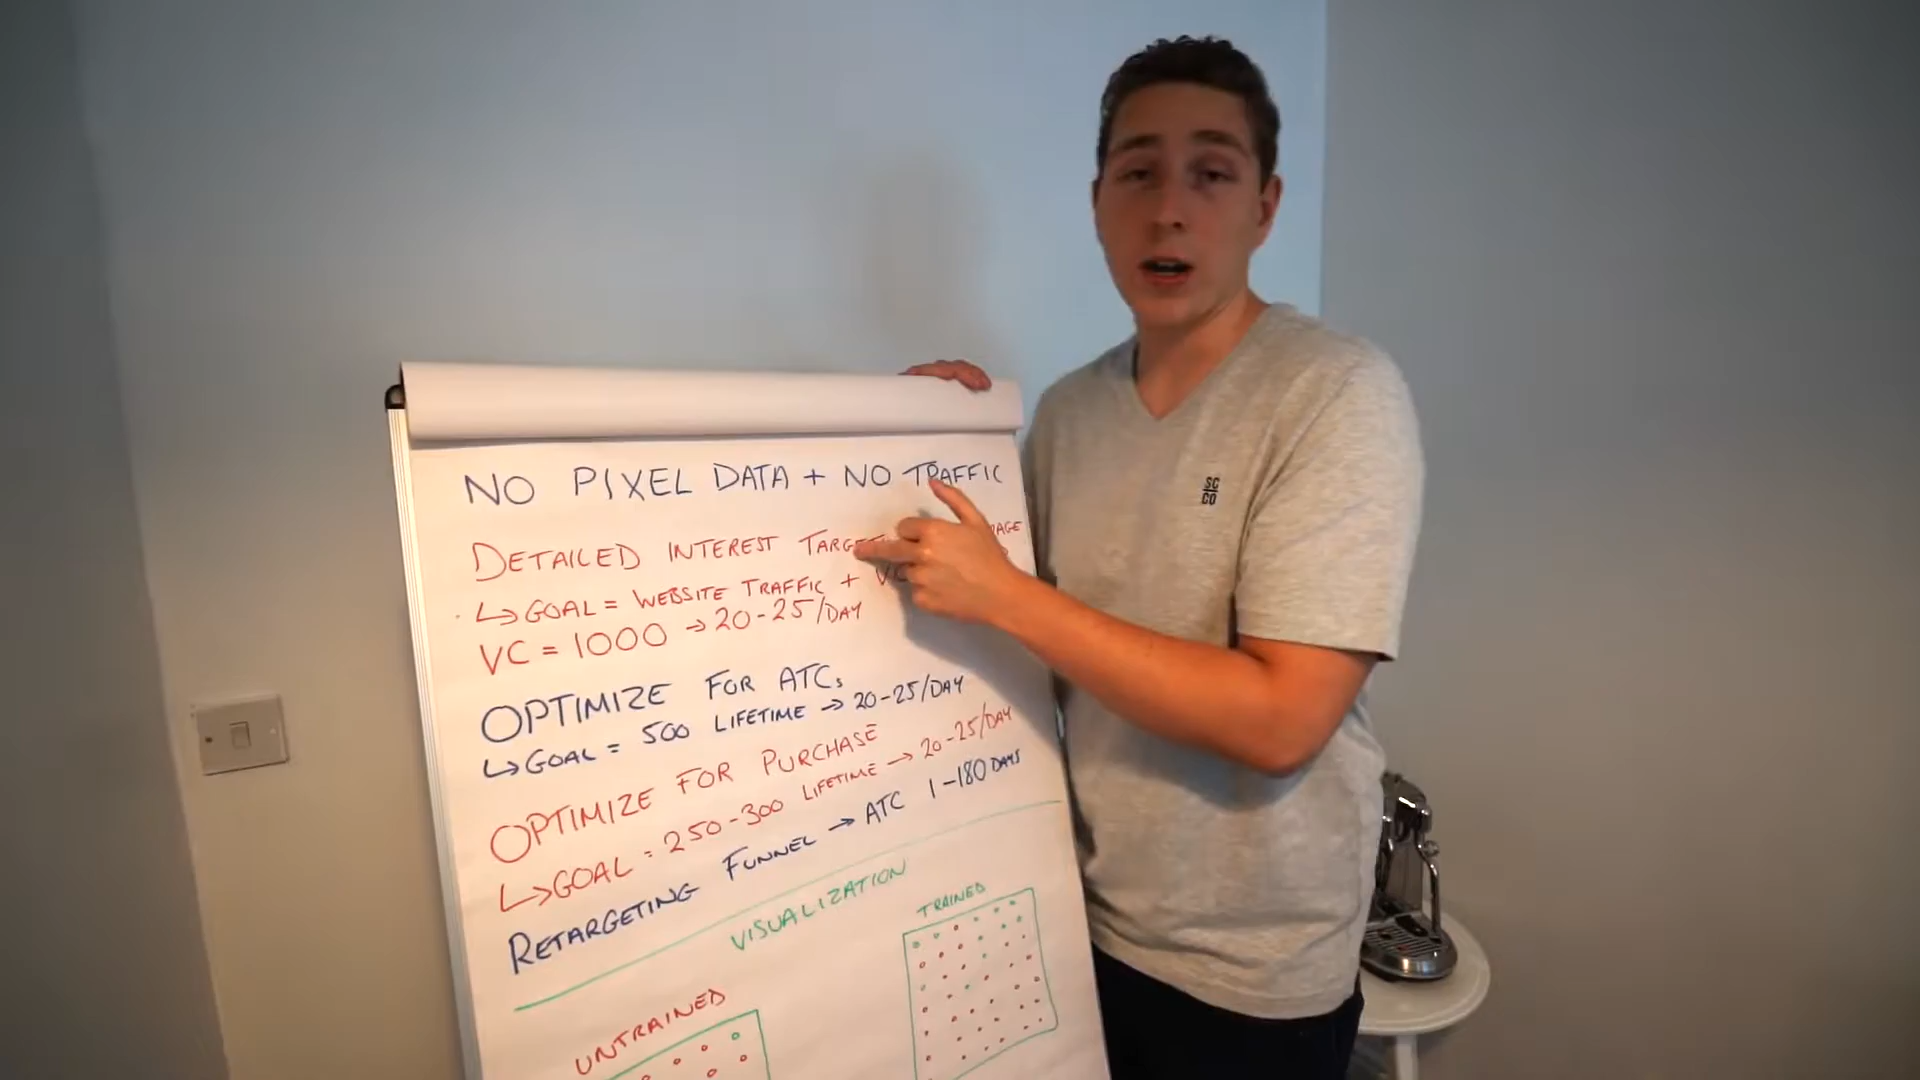 NO PIXEL DATA + NO TRAFFIC
DETAILED INTEREST
↳ GOAL = WEBSITE TRAFFIC + VC
VC = 1000 → 20-25/DAY
OPTIMIZE FOR ATCs
↳ GOAL = 500 LIFETIME → 20-25/DAY
OPTIMIZE FOR PURCHASE
↳ GOAL = 250-300 LIFETIME → 20-25/DAY
RETARGETING FUNNEL → ATC 1-180 DAYS
VISUALIZATION
UNTRAINED
TRAINED
SC
CO